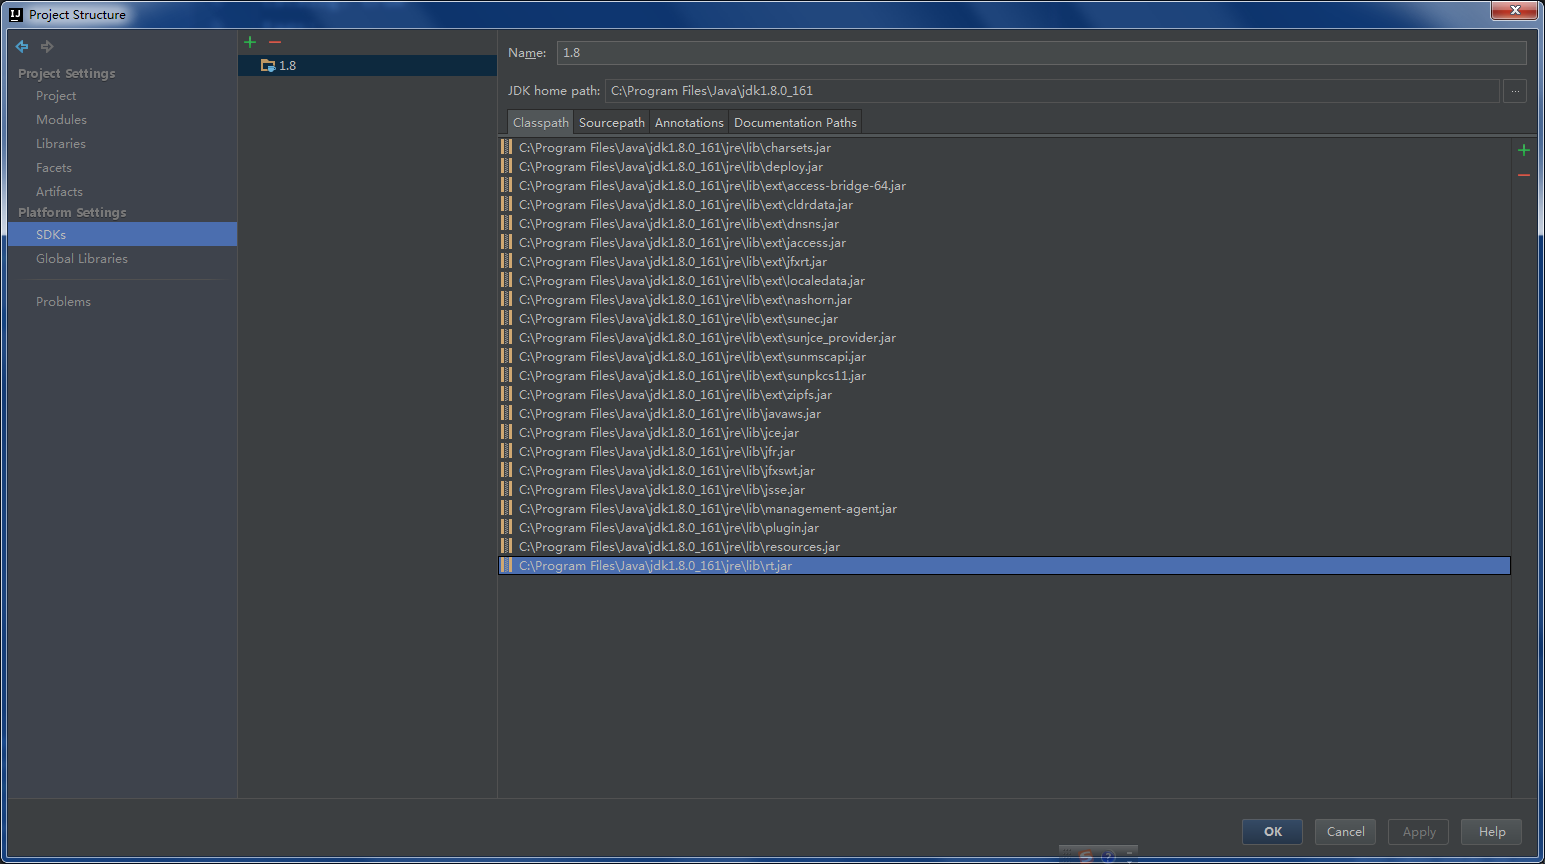 Project Structure
Project Settings
Project
Modules
Libraries
Facets
Artifacts
Platform Settings
SDKs
Global Libraries
Problems
1.8
Name: 1.8
JDK home path: C:\Program Files\Java\jdk1.8.0_161 ...
Classpath Sourcepath Annotations Documentation Paths
C:\Program Files\Java\jdk1.8.0_161\jre\lib\charsets.jar
C:\Program Files\Java\jdk1.8.0_161\jre\lib\deploy.jar
C:\Program Files\Java\jdk1.8.0_161\jre\lib\ext\access-bridge-64.jar
C:\Program Files\Java\jdk1.8.0_161\jre\lib\ext\cldrdata.jar
C:\Program Files\Java\jdk1.8.0_161\jre\lib\ext\dnsns.jar
C:\Program Files\Java\jdk1.8.0_161\jre\lib\ext\jaccess.jar
C:\Program Files\Java\jdk1.8.0_161\jre\lib\ext\jfxrt.jar
C:\Program Files\Java\jdk1.8.0_161\jre\lib\ext\localedata.jar
C:\Program Files\Java\jdk1.8.0_161\jre\lib\ext\nashorn.jar
C:\Program Files\Java\jdk1.8.0_161\jre\lib\ext\sunec.jar
C:\Program Files\Java\jdk1.8.0_161\jre\lib\ext\sunjce_provider.jar
C:\Program Files\Java\jdk1.8.0_161\jre\lib\ext\sunmscapi.jar
C:\Program Files\Java\jdk1.8.0_161\jre\lib\ext\sunpkcs11.jar
C:\Program Files\Java\jdk1.8.0_161\jre\lib\ext\zipfs.jar
C:\Program Files\Java\jdk1.8.0_161\jre\lib\javaws.jar
C:\Program Files\Java\jdk1.8.0_161\jre\lib\jce.jar
C:\Program Files\Java\jdk1.8.0_161\jre\lib\jfr.jar
C:\Program Files\Java\jdk1.8.0_161\jre\lib\jfxswt.jar
C:\Program Files\Java\jdk1.8.0_161\jre\lib\jsse.jar
C:\Program Files\Java\jdk1.8.0_161\jre\lib\management-agent.jar
C:\Program Files\Java\jdk1.8.0_161\jre\lib\plugin.jar
C:\Program Files\Java\jdk1.8.0_161\jre\lib\resources.jar
C:\Program Files\Java\jdk1.8.0_161\jre\lib\rt.jar
OK Cancel Apply Help